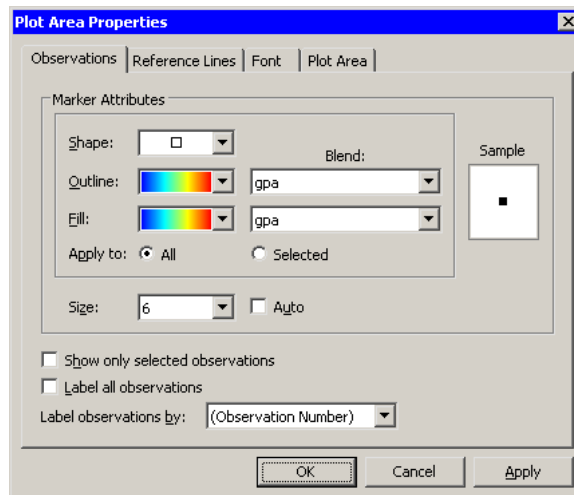 Plot Area Properties
Observations Reference Lines Font Plot Area
Marker Attributes
Shape:
Blend:
Sample
Outline: gpa
Fill: gpa
Apply to: All Selected
Size: 6 Auto
Show only selected observations
Label all observations
Label observations by: (Observation Number)
OK Cancel Apply